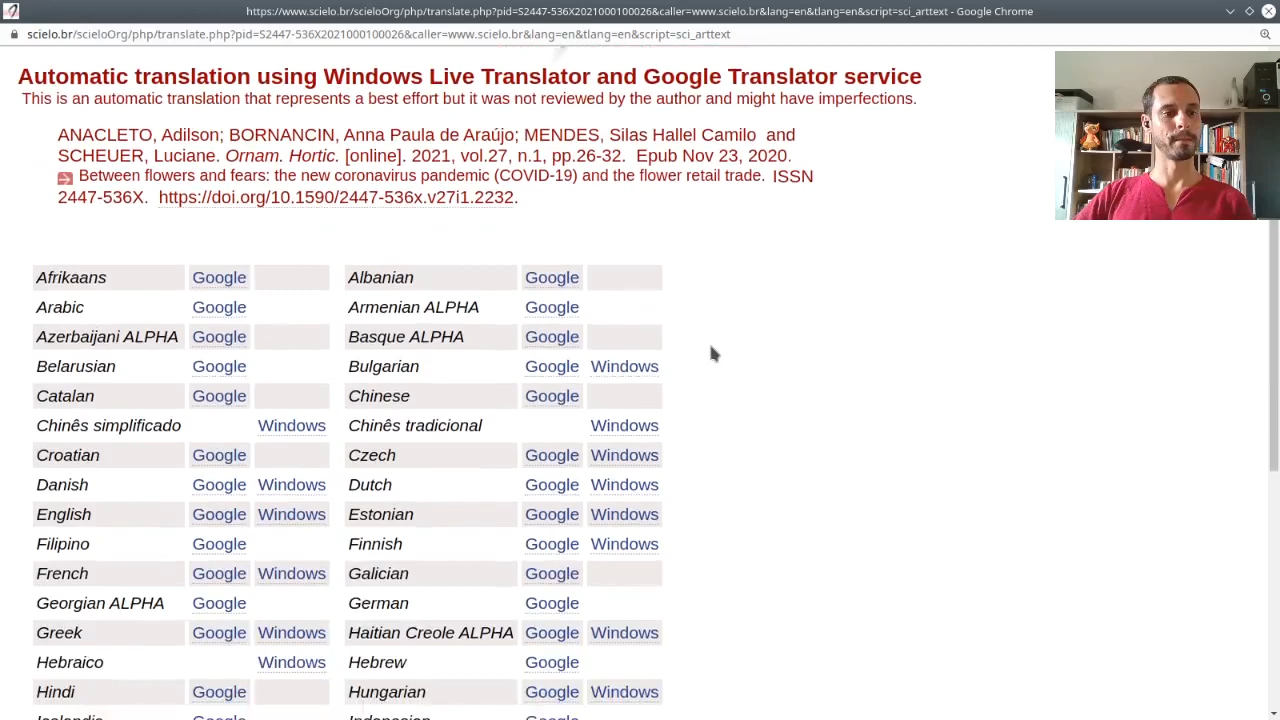 https://www.scielo.br/scieloOrg/php/translate.php?pid=S2447-536X2021000100026&caller=www.scielo.br&lang=en&tlang=en&script=sci_arttext - Google Chrome
scielo.br/scieloOrg/php/translate.php?pid=S2447-536X2021000100026&caller=www.scielo.br&lang=en&tlang=en&script=sci_arttext
Automatic translation using Windows Live Translator and Google Translator service
This is an automatic translation that represents a best effort but it was not reviewed by the author and might have imperfections.
ANACLETO, Adilson; BORNANCIN, Anna Paula de Araújo; MENDES, Silas Hallel Camilo and
SCHEUER, Luciane. Ornam. Hortic. [online]. 2021, vol.27, n.1, pp.26-32. Epub Nov 23, 2020.
Between flowers and fears: the new coronavirus pandemic (COVID-19) and the flower retail trade. ISSN
2447-536X. https://doi.org/10.1590/2447-536x.v27i1.2232.
Afrikaans Google Albanian Google
Arabic Google Armenian ALPHA Google
Azerbaijani ALPHA Google Basque ALPHA Google
Belarusian Google Bulgarian Google Windows
Catalan Google Chinese Google
Chinês simplificado Windows Chinês tradicional Windows
Croatian Google Czech Google Windows
Danish Google Windows Dutch Google Windows
English Google Windows Estonian Google Windows
Filipino Google Finnish Google Windows
French Google Windows Galician Google
Georgian ALPHA Google German Google
Greek Google Windows Haitian Creole ALPHA Google Windows
Hebraico Windows Hebrew Google
Hindi Google Hungarian Google Windows
Icelandic Google Indonesian Google